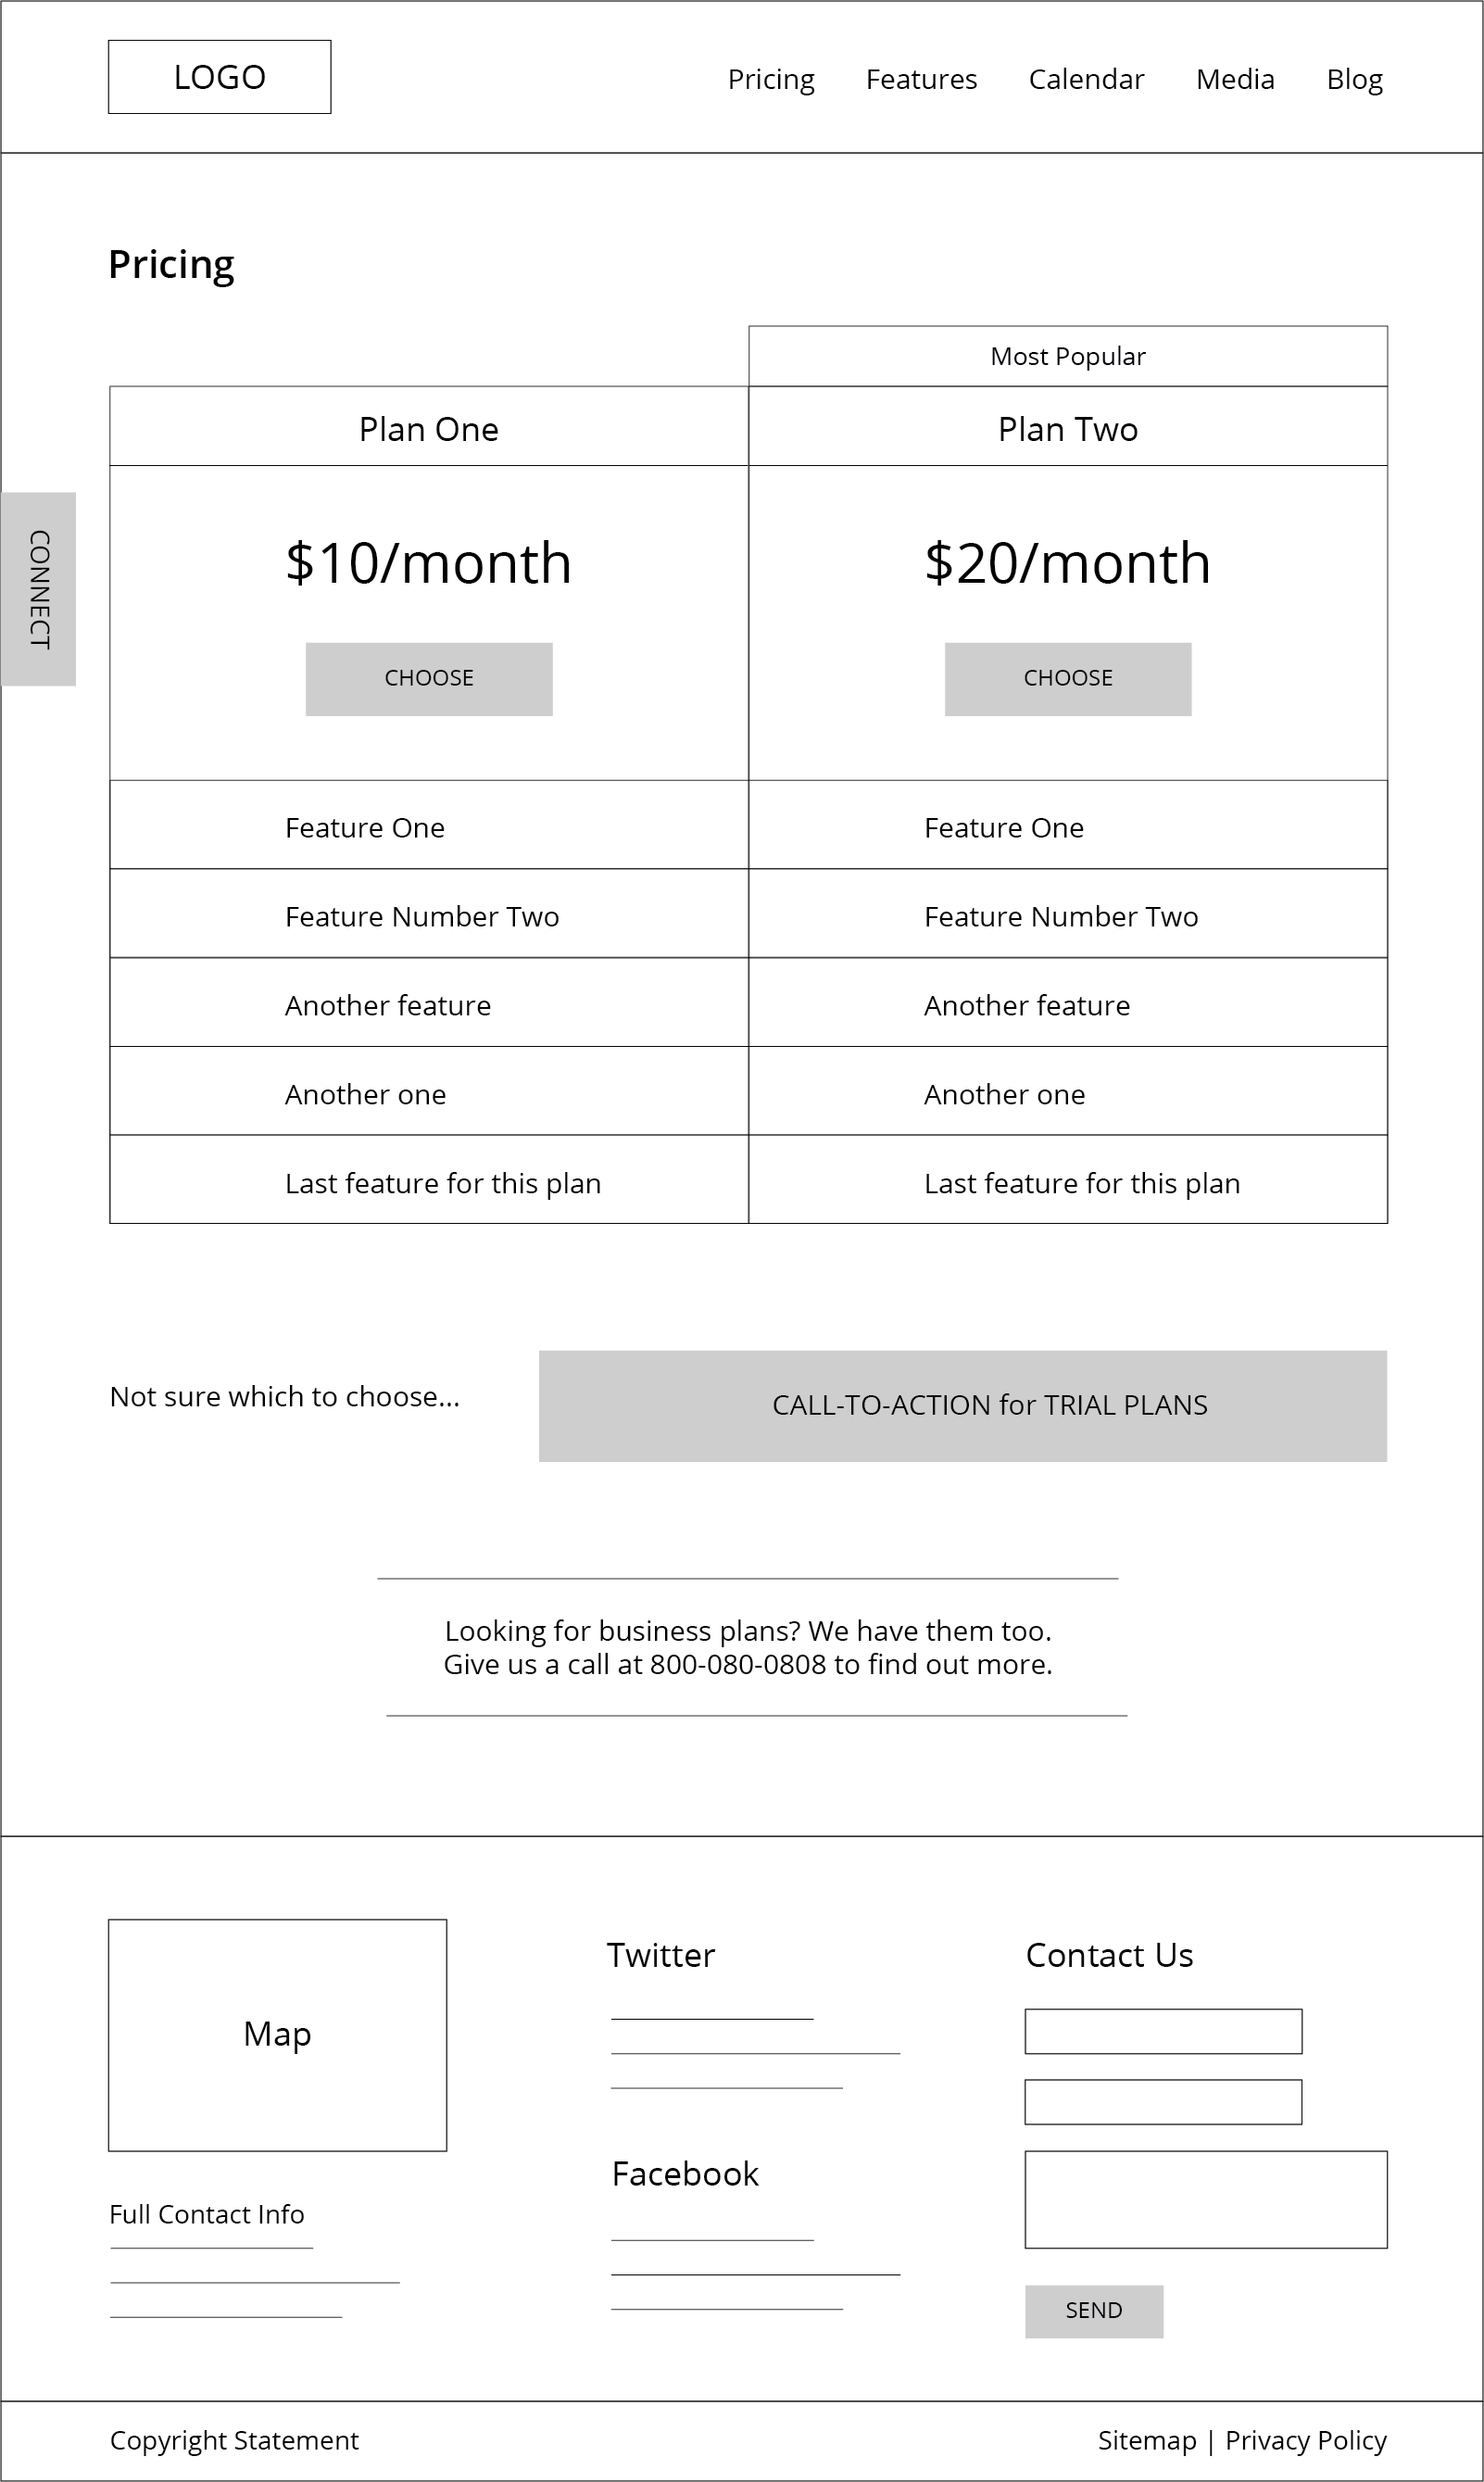 LOGO
Pricing Features Calendar Media Blog
Pricing
Most Popular
Plan One Plan Two
CONNECT
$10/month $20/month
CHOOSE CHOOSE
Feature One Feature One
Feature Number Two Feature Number Two
Another feature Another feature
Another one Another one
Last feature for this plan Last feature for this plan
Not sure which to choose...
CALL-TO-ACTION for TRIAL PLANS
Looking for business plans? We have them too.
Give us a call at 800-080-0808 to find out more.
Map
Full Contact Info
Twitter
Facebook
Contact Us
SEND
Copyright Statement
Sitemap | Privacy Policy